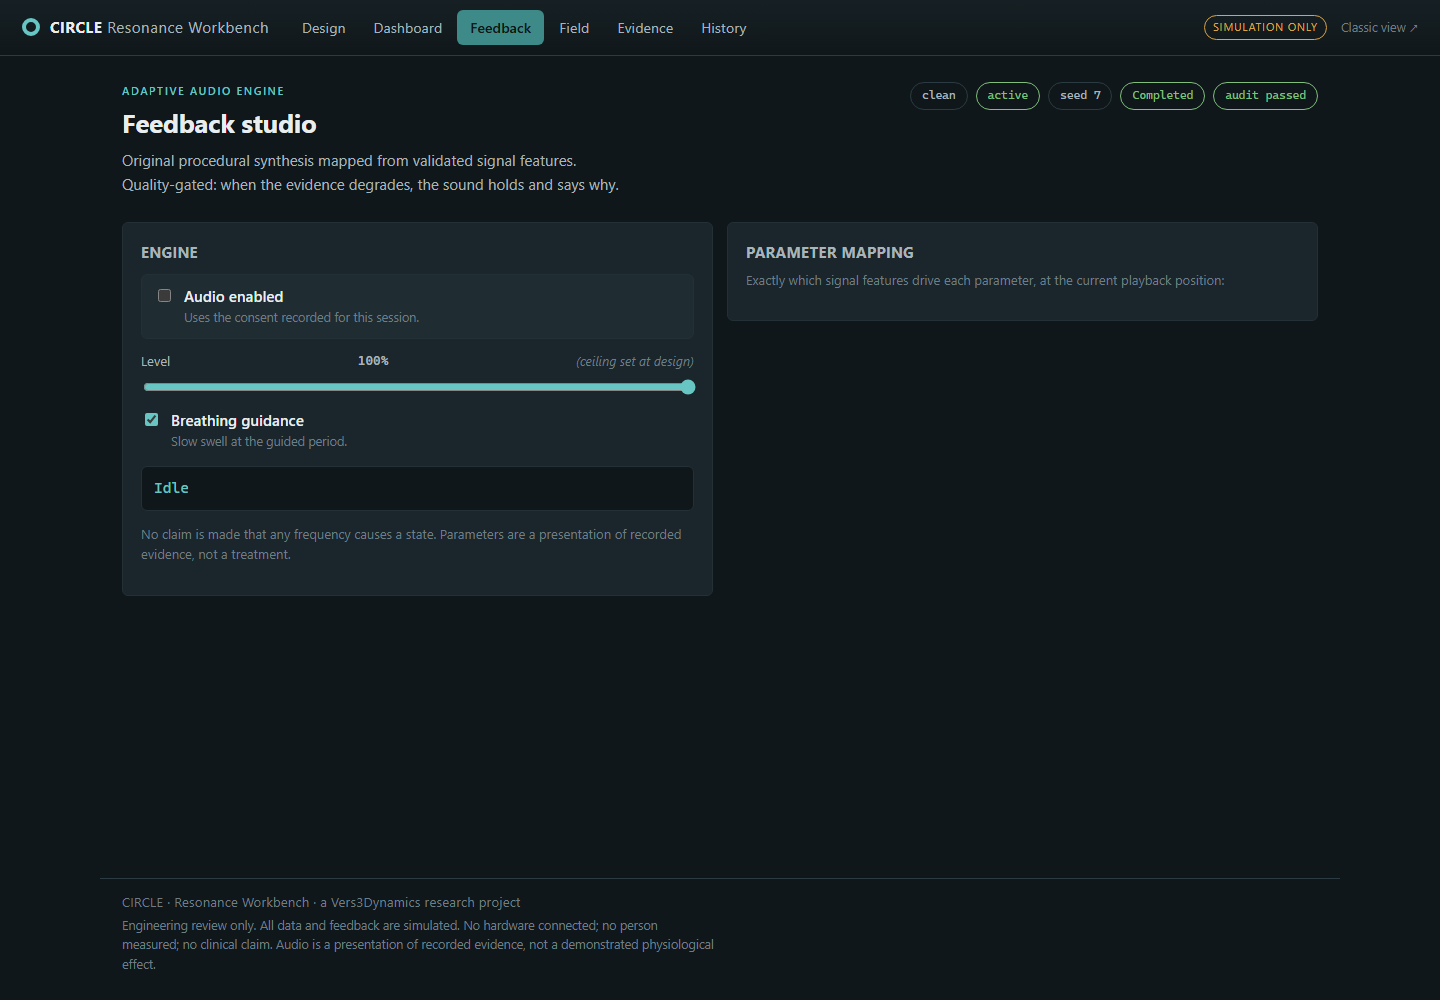 CIRCLE Resonance Workbench
Design
Dashboard
Feedback
Field
Evidence
History
SIMULATION ONLY
Classic view ↗
ADAPTIVE AUDIO ENGINE
clean
active
seed 7
Completed
audit passed
Feedback studio
Original procedural synthesis mapped from validated signal features.
Quality-gated: when the evidence degrades, the sound holds and says why.
ENGINE
Audio enabled
Uses the consent recorded for this session.
Level
100%
(ceiling set at design)
Breathing guidance
Slow swell at the guided period.
Idle
No claim is made that any frequency causes a state. Parameters are a presentation of recorded
evidence, not a treatment.
PARAMETER MAPPING
Exactly which signal features drive each parameter, at the current playback position:
CIRCLE · Resonance Workbench · a Vers3Dynamics research project
Engineering review only. All data and feedback are simulated. No hardware connected; no person
measured; no clinical claim. Audio is a presentation of recorded evidence, not a demonstrated physiological
effect.